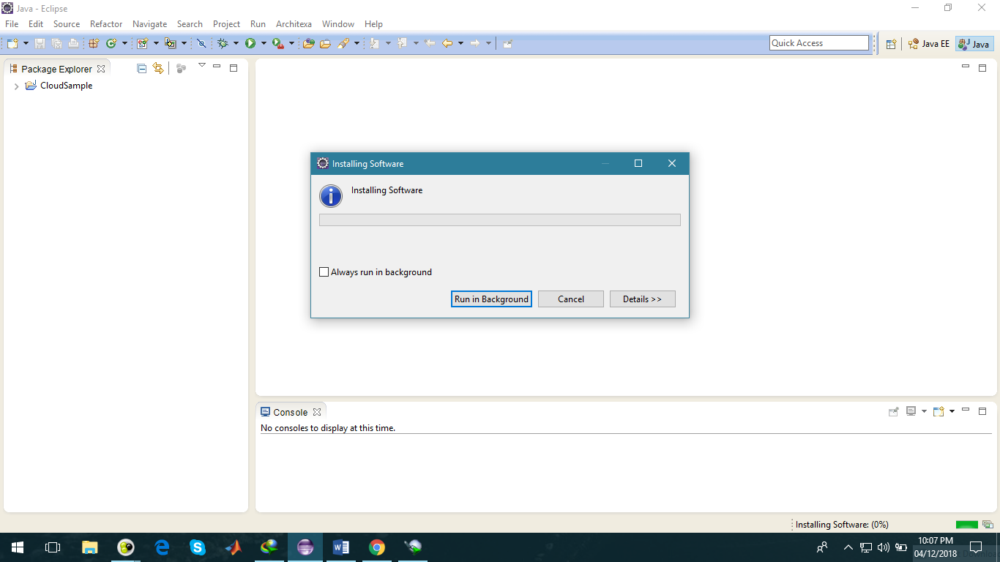 Java - Eclipse
File Edit Source Refactor Navigate Search Project Run Architexa Window Help
Quick Access Java EE Java
Package Explorer
CloudSample
Installing Software
Installing Software
Always run in background
Run in Background Cancel Details >>
Console
No consoles to display at this time.
Installing Software: (0%)
10:07 PM
04/12/2018